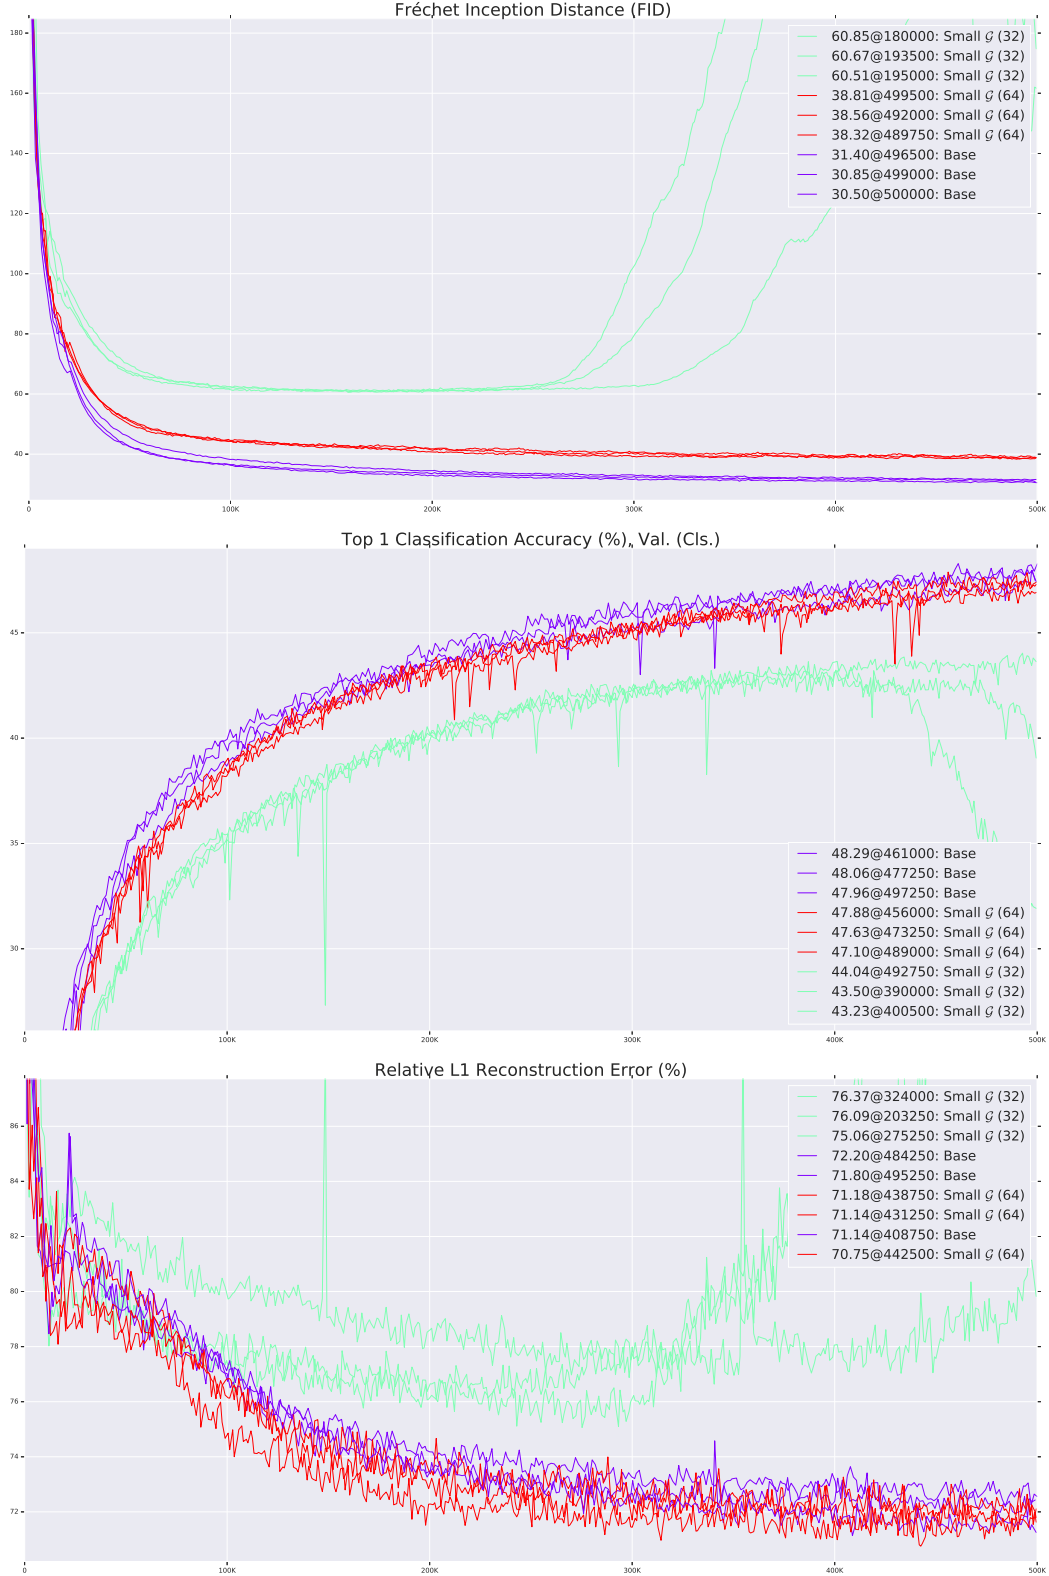 Fréchet Inception Distance (FID)
180
160
140
120
100
80
60
40
60.85@180000: Small 𝒢 (32)
60.67@193500: Small 𝒢 (32)
60.51@195000: Small 𝒢 (32)
38.81@499500: Small 𝒢 (64)
38.56@492000: Small 𝒢 (64)
38.32@489750: Small 𝒢 (64)
31.40@496500: Base
30.85@499000: Base
30.50@500000: Base
0 100K 200K 300K 400K 500K
Top 1 Classification Accuracy (%), Val. (Cls.)
45
40
35
30
48.29@461000: Base
48.06@477250: Base
47.96@497250: Base
47.88@456000: Small 𝒢 (64)
47.63@473250: Small 𝒢 (64)
47.10@489000: Small 𝒢 (64)
44.04@492750: Small 𝒢 (32)
43.50@390000: Small 𝒢 (32)
43.23@400500: Small 𝒢 (32)
0 100K 200K 300K 400K 500K
Relative L1 Reconstruction Error (%)
86
84
82
80
78
76
74
72
76.37@324000: Small 𝒢 (32)
76.09@203250: Small 𝒢 (32)
75.06@275250: Small 𝒢 (32)
72.20@484250: Base
71.80@495250: Base
71.18@438750: Small 𝒢 (64)
71.14@431250: Small 𝒢 (64)
71.14@408750: Base
70.75@442500: Small 𝒢 (64)
0 100K 200K 300K 400K 500K